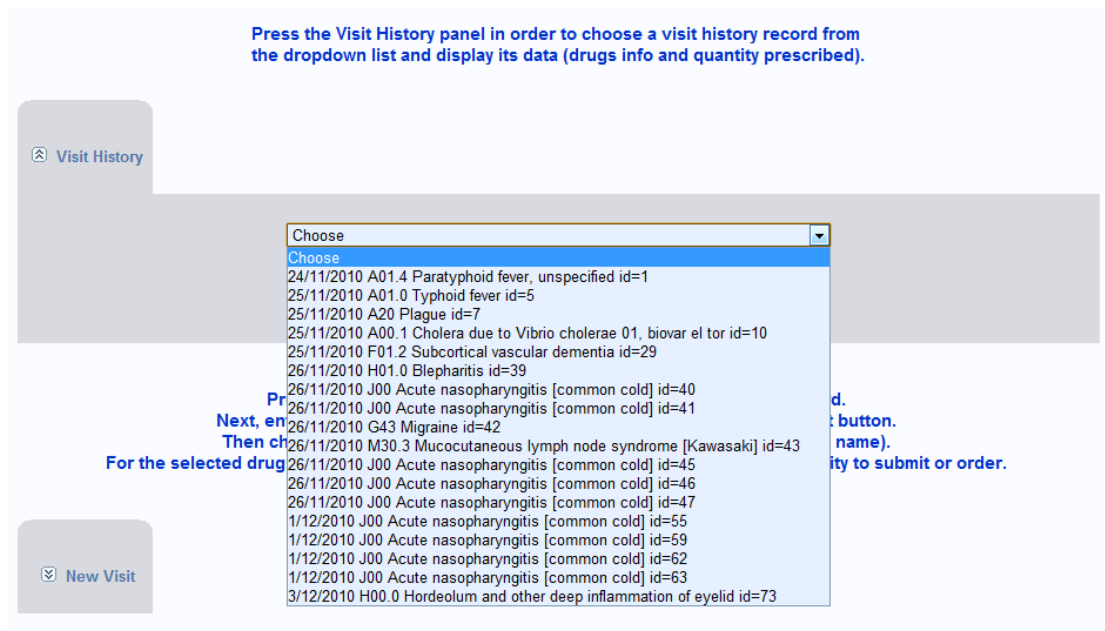 Press the Visit History panel in order to choose a visit history record from
the dropdown list and display its data (drugs info and quantity prescribed).
Visit History
Choose
Choose
24/11/2010 A01.4 Paratyphoid fever, unspecified id=1
25/11/2010 A01.0 Typhoid fever id=5
25/11/2010 A20 Plague id=7
25/11/2010 A00.1 Cholera due to Vibrio cholerae 01, biovar el tor id=10
25/11/2010 F01.2 Subcortical vascular dementia id=29
26/11/2010 H01.0 Blepharitis id=39
26/11/2010 J00 Acute nasopharyngitis [common cold] id=40
26/11/2010 J00 Acute nasopharyngitis [common cold] id=41
26/11/2010 G43 Migraine id=42
26/11/2010 M30.3 Mucocutaneous lymph node syndrome [Kawasaki] id=43
26/11/2010 J00 Acute nasopharyngitis [common cold] id=45
26/11/2010 J00 Acute nasopharyngitis [common cold] id=46
26/11/2010 J00 Acute nasopharyngitis [common cold] id=47
1/12/2010 J00 Acute nasopharyngitis [common cold] id=55
1/12/2010 J00 Acute nasopharyngitis [common cold] id=59
1/12/2010 J00 Acute nasopharyngitis [common cold] id=62
1/12/2010 J00 Acute nasopharyngitis [common cold] id=63
3/12/2010 H00.0 Hordeolum and other deep inflammation of eyelid id=73
Next, button.
Then name).
For the selected drug to submit or order.
New Visit